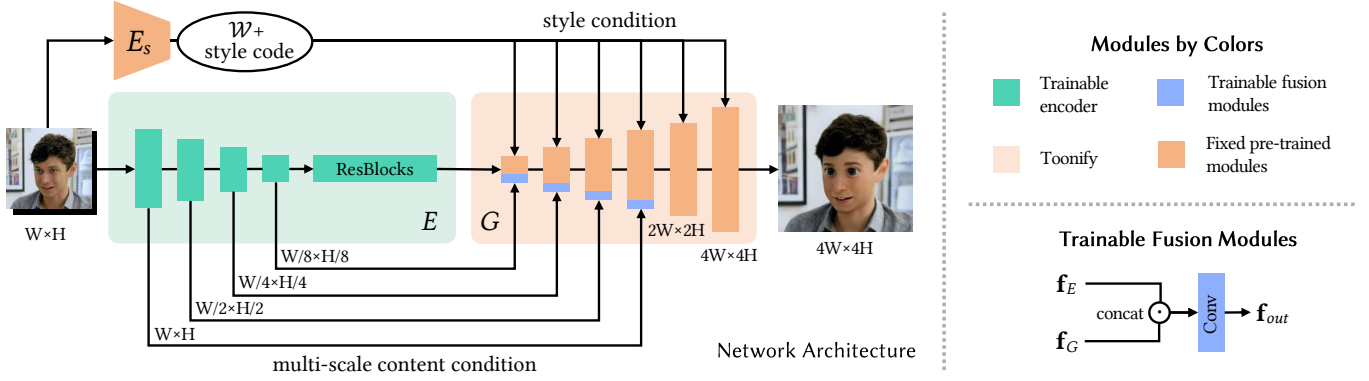 style condition
E_s
𝒲+
style code
W×H
ResBlocks
E
G
W/8×H/8
W/4×H/4
W/2×H/2
W×H
2W×2H
4W×4H
4W×4H
multi-scale content condition
Network Architecture
Modules by Colors
Trainable
encoder
Trainable fusion
modules
Toonify
Fixed pre-trained
modules
Trainable Fusion Modules
f_E
concat
f_G
Conv
f_out